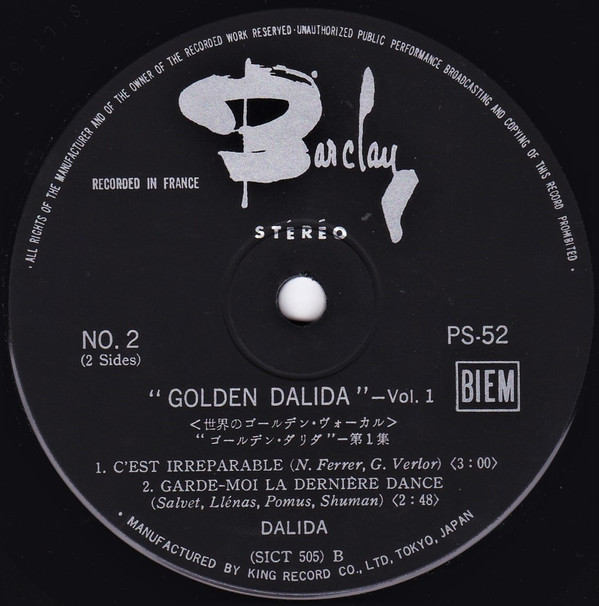 · ALL RIGHTS OF THE MANUFACTURER AND OF THE OWNER OF THE RECORDED WORK RESERVED · UNAUTHORIZED PUBLIC PERFORMANCE BROADCASTING AND COPYING OF THIS RECORD PROHIBITED ·
Barclay
RECORDED IN FRANCE
STÉRÉO
NO. 2
(2 Sides)
PS-52
BIEM
“ GOLDEN DALIDA ” — Vol. 1
<世界のゴールデン・ヴォーカル>
“ ゴールデン・ダリダ” — 第1集
1. C'EST IRREPARABLE (N. Ferrer, G. Verlor) <3 : 00>
2. GARDE-MOI LA DERNIÈRE DANCE
(Salvet, Llénas, Pomus, Shuman) <2 : 48>
DALIDA
(SICT 505) B
· MANUFACTURED BY KING RECORD CO., LTD, TOKYO, JAPAN